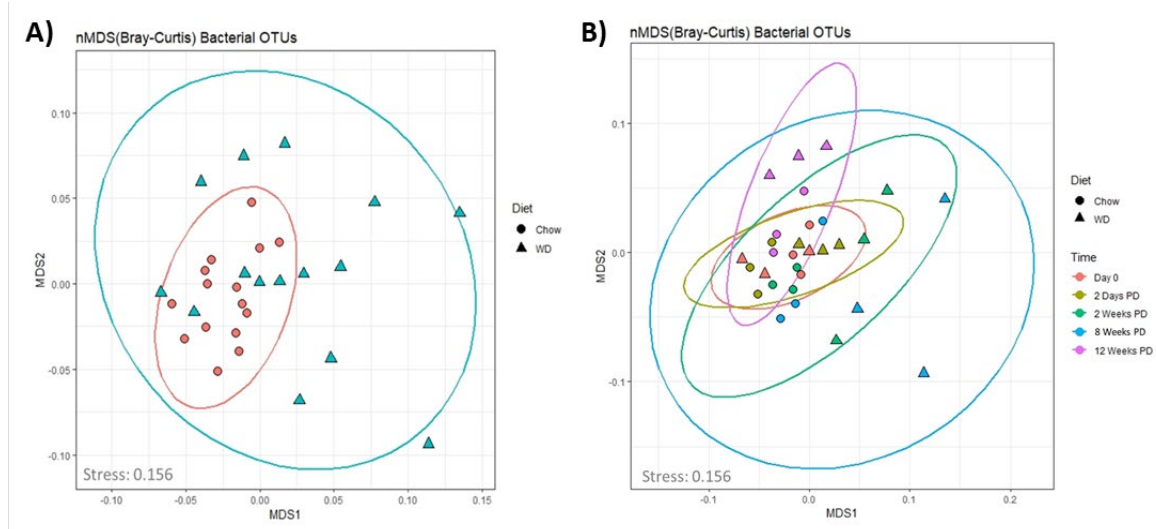 A)
nMDS(Bray-Curtis) Bacterial OTUs
MDS2
0.10
0.05
0.00
-0.05
-0.10
Stress: 0.156
-0.10 -0.05 0.00 0.05 0.10 0.15
MDS1
Diet
Chow
WD
B)
nMDS(Bray-Curtis) Bacterial OTUs
MDS2
0.1
0.0
-0.1
Stress: 0.156
-0.1 0.0 0.1 0.2
MDS1
Diet
Chow
WD
Time
Day 0
2 Days PD
2 Weeks PD
8 Weeks PD
12 Weeks PD